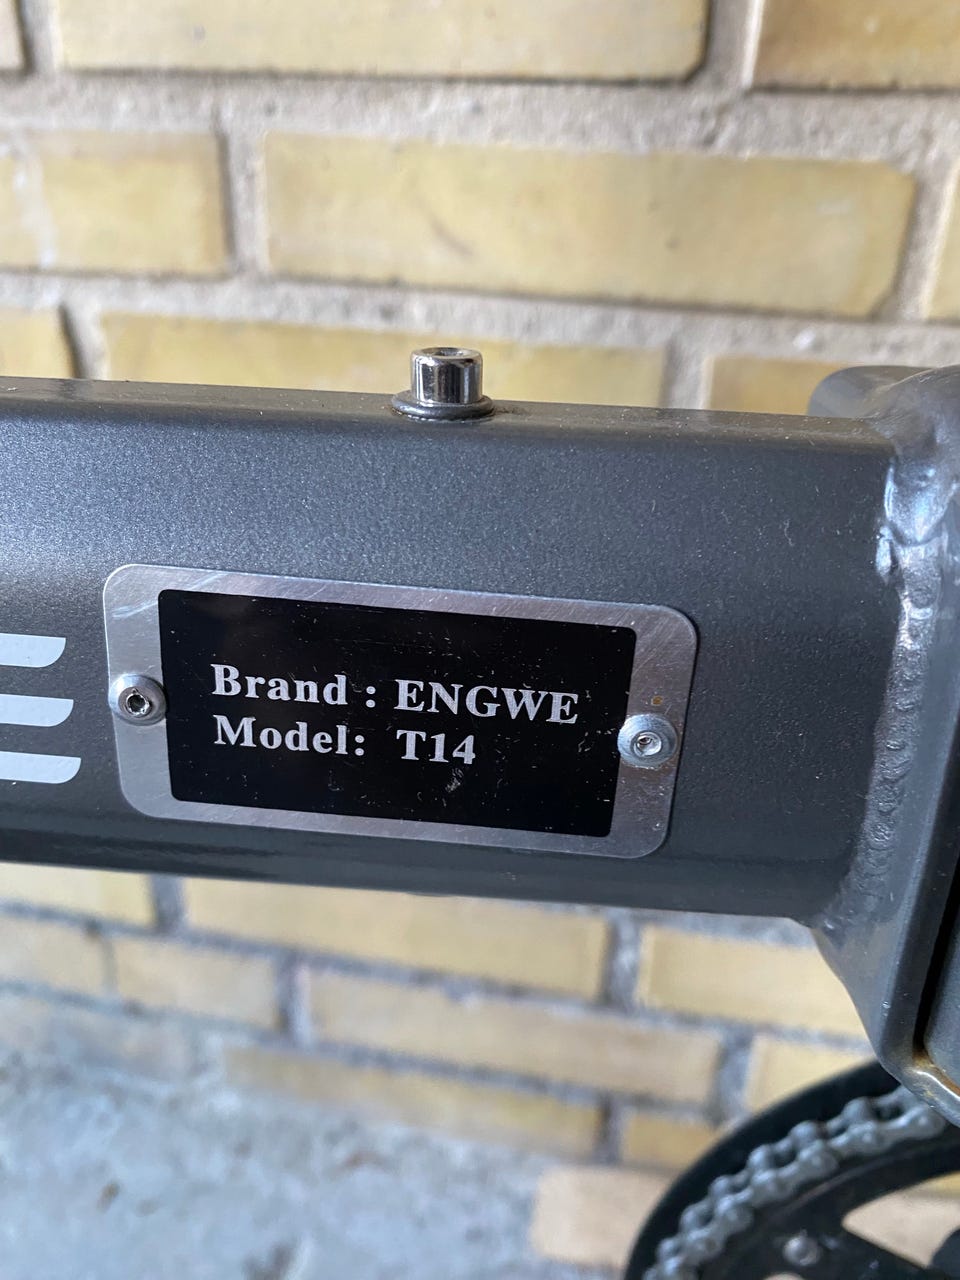 Brand : ENGWE
Model: T14